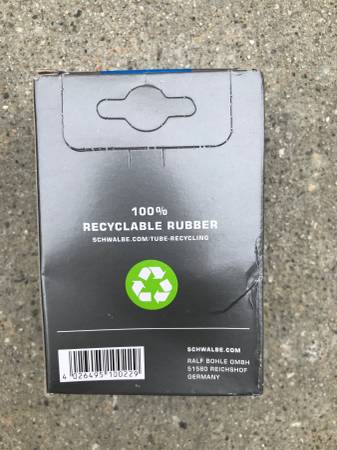 100%
RECYCLABLE RUBBER
SCHWALBE.COM/TUBE-RECYCLING
SCHWALBE.COM
RALF BOHLE GMBH
51580 REICHSHOF
GERMANY
4 026495 100229